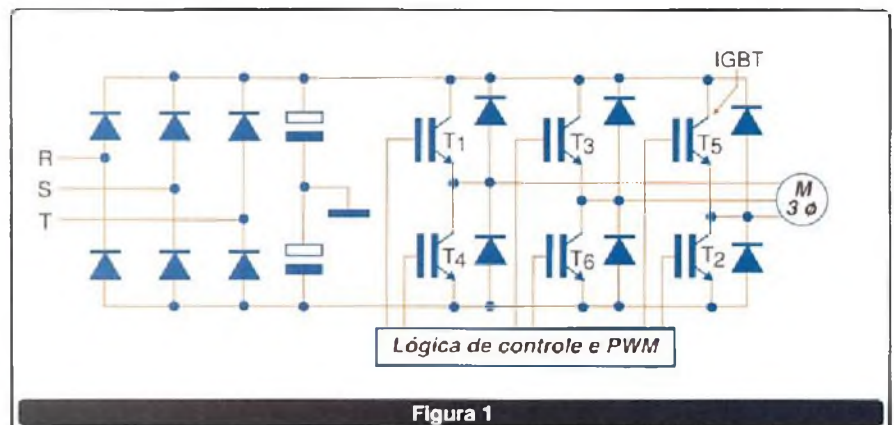 IGBT
T1
T3
T5
R
S
T
M
3 ø
T4
T6
T2
Lógica de controle e PWM
Figura 1